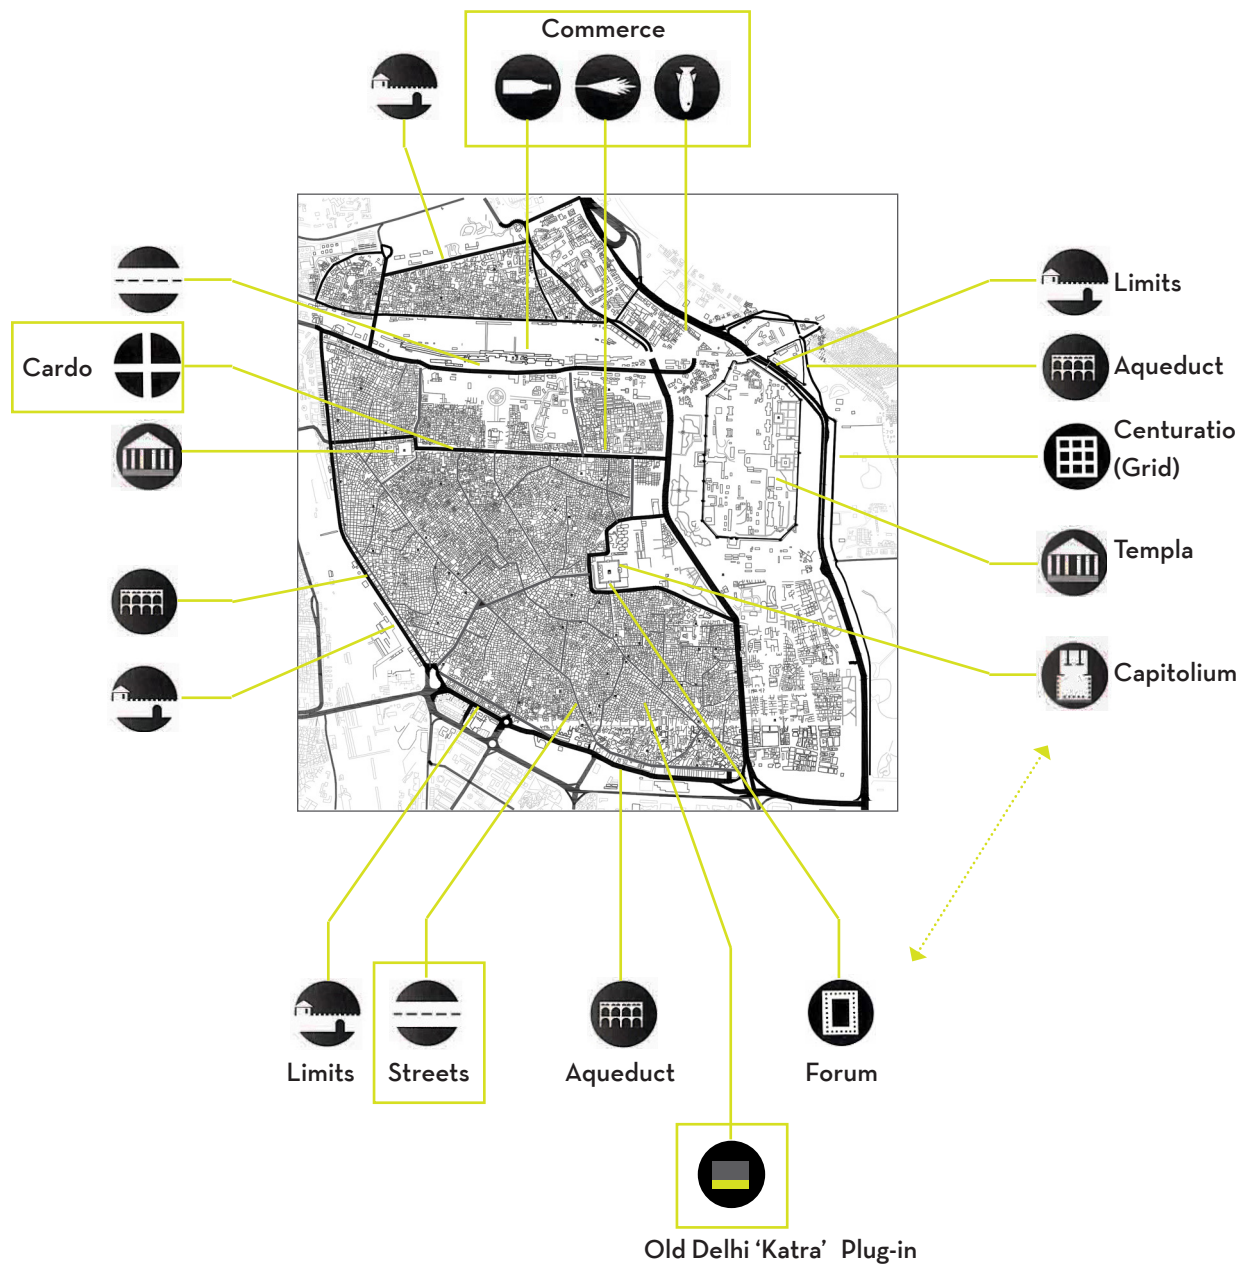 Commerce
Limits
Cardo
Aqueduct
Centuratio
(Grid)
Templa
Capitolium
Limits
Streets
Aqueduct
Forum
Old Delhi ‘Katra’ Plug-in